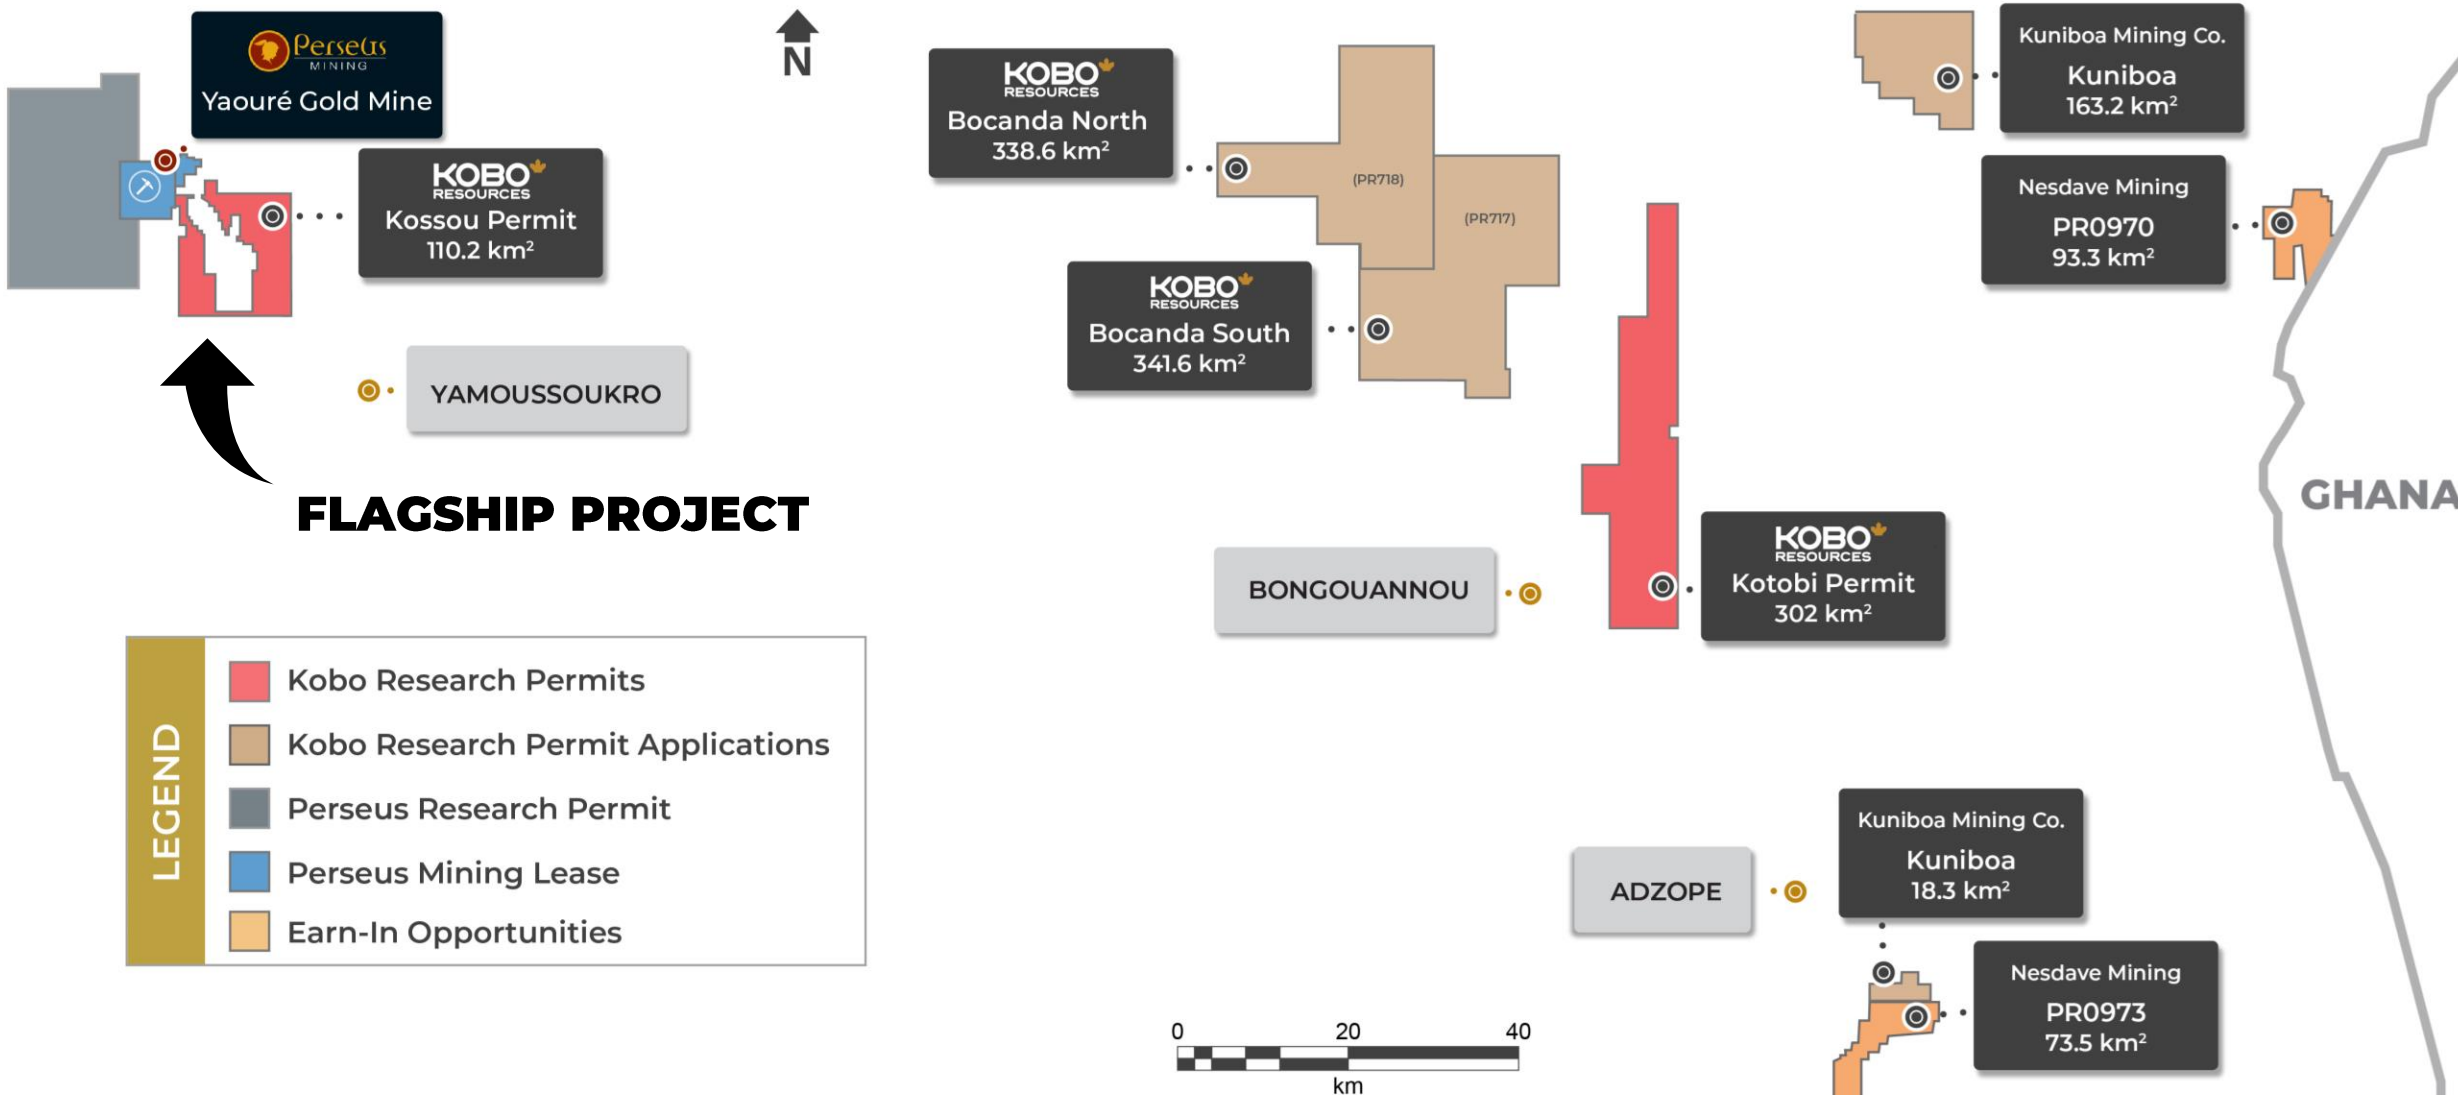 Perseus
MINING
Yaouré Gold Mine
N
KOBO
RESOURCES
Kossou Permit
110.2 km²
YAMOUSSOUKRO
FLAGSHIP PROJECT
KOBO
RESOURCES
Bocanda North
338.6 km²
(PR718)
(PR717)
KOBO
RESOURCES
Bocanda South
341.6 km²
Kuniboa Mining Co.
Kuniboa
163.2 km²
Nesdave Mining
PR0970
93.3 km²
GHANA
BONGOUANNOU
KOBO
RESOURCES
Kotobi Permit
302 km²
LEGEND
Kobo Research Permits
Kobo Research Permit Applications
Perseus Research Permit
Perseus Mining Lease
Earn-In Opportunities
ADZOPE
Kuniboa Mining Co.
Kuniboa
18.3 km²
Nesdave Mining
PR0973
73.5 km²
0 20 40
km